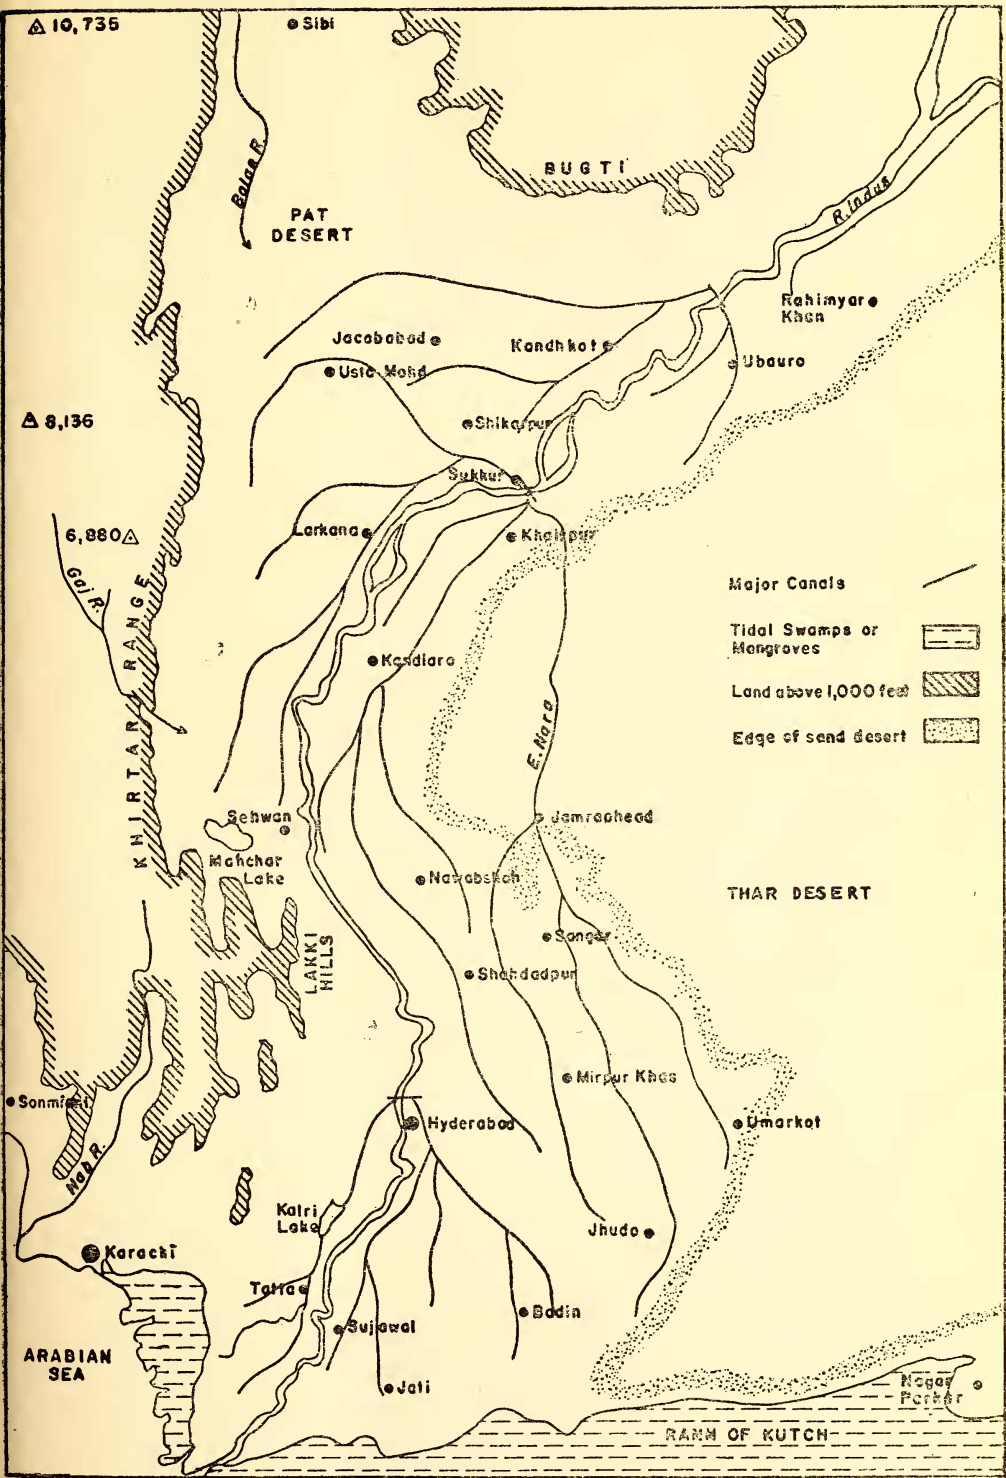 10,735
Sibi
BUGTI
Bolan R.
PAT
DESERT
R. Indus
Rahimyar
Khan
Jacobabad
Kandhkot
Ubauro
Usta Mohd
8,136
Shikarpur
Sukkur
6,880
Larkana
Khairpur
Gaj R.
Major Canals
Tidal Swamps or
Mangroves
Land above 1,000 feet
Edge of sand desert
KHIRTAR RANGE
Kandiaro
E. Nara
Sehwan
Jamraohead
Mahchar
Lake
Nawabshah
THAR DESERT
LAKKI
HILLS
Sangar
Shahdadpur
Mirpur Khas
Sonmiani
Hyderabad
Umarkot
Hab R.
Kalri
Lake
Jhudo
Karachi
Tatta
Badin
Sujawal
ARABIAN
SEA
Jati
Nagar
Parkar
RANN OF KUTCH